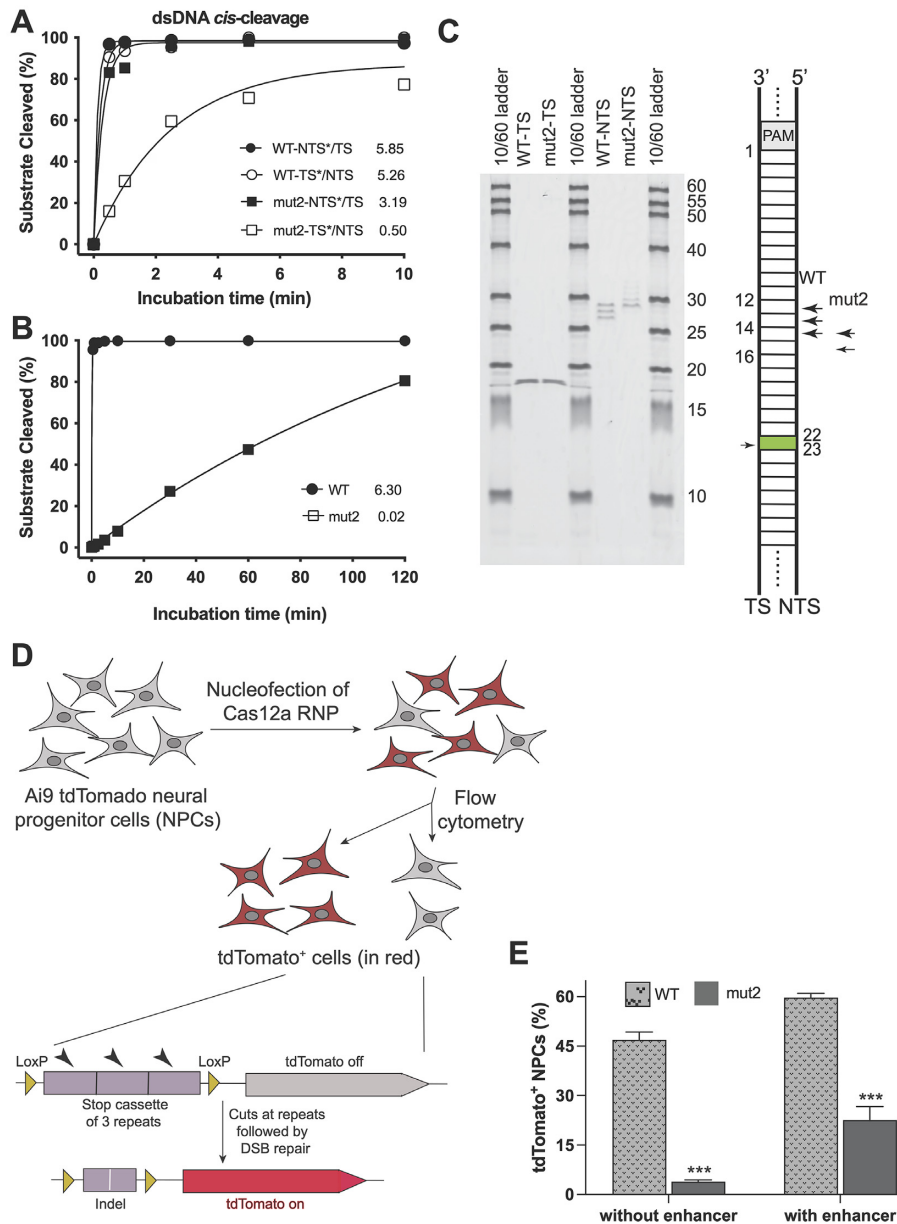 A
dsDNA cis-cleavage
Substrate Cleaved (%)
100
80
60
40
20
0
WT-NTS*/TS 5.85
WT-TS*/NTS 5.26
mut2-NTS*/TS 3.19
mut2-TS*/NTS 0.50
0 2 4 6 8 10
Incubation time (min)
B
Substrate Cleaved (%)
100
80
60
40
20
0
WT 6.30
mut2 0.02
0 20 40 60 80 100 120
Incubation time (min)
C
10/60 ladder
WT-TS
mut2-TS
10/60 ladder
WT-NTS
mut2-NTS
10/60 ladder
60
55
50
40
30
25
20
15
10
3’ 5’
PAM
1
WT
12
mut2
14
16
22
23
TS NTS
D
Nucleofection of
Cas12a RNP
Ai9 tdTomado neural
progenitor cells (NPCs)
Flow
cytometry
tdTomato+ cells (in red)
LoxP
LoxP
tdTomato off
Stop cassette
of 3 repeats
Cuts at repeats
followed by
DSB repair
Indel
tdTomato on
E
WT
mut2
tdTomato+ NPCs (%)
60
45
30
15
0
***
***
without enhancer
with enhancer